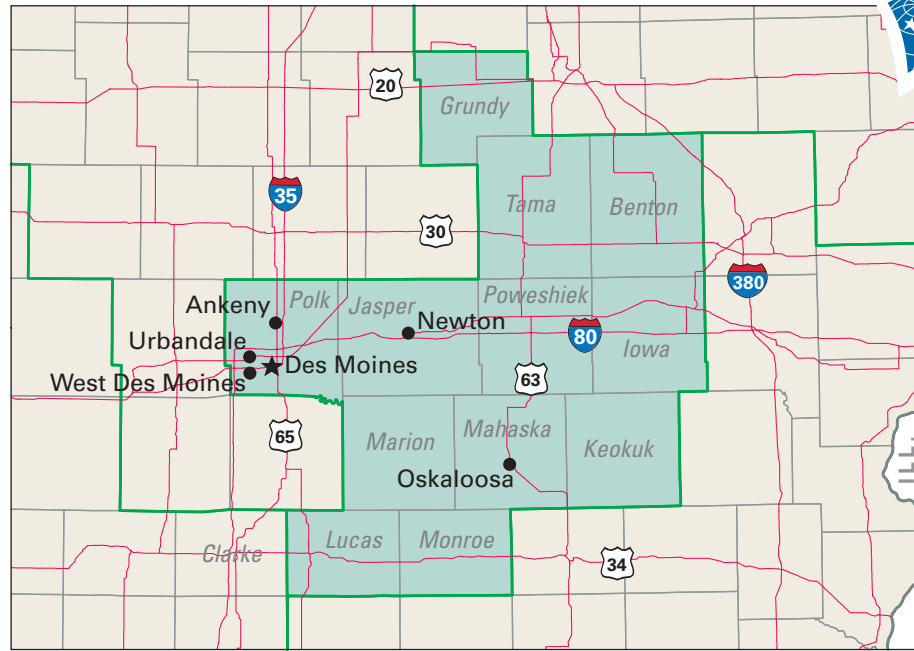 20
Grundy
35
Tama
Benton
30
380
Ankeny
Polk
Jasper
Poweshiek
Newton
Urbandale
80
Iowa
Des Moines
West Des Moines
63
65
Marion
Mahaska
Keokuk
Oskaloosa
Clarke
Lucas
Monroe
34
ILL